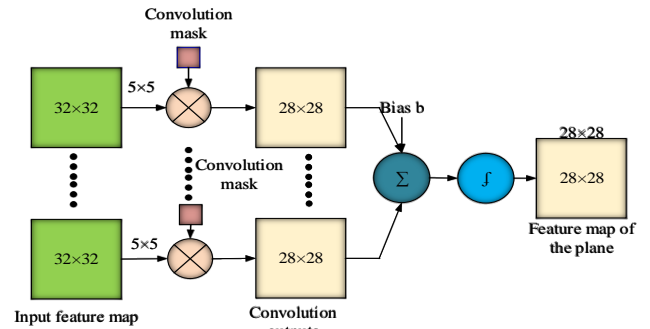 Convolution
mask
32×32
5×5
28×28
Bias b
Convolution
mask
Σ
∫
28×28
28×28
Feature map of
the plane
32×32
5×5
28×28
Input feature map
Convolution